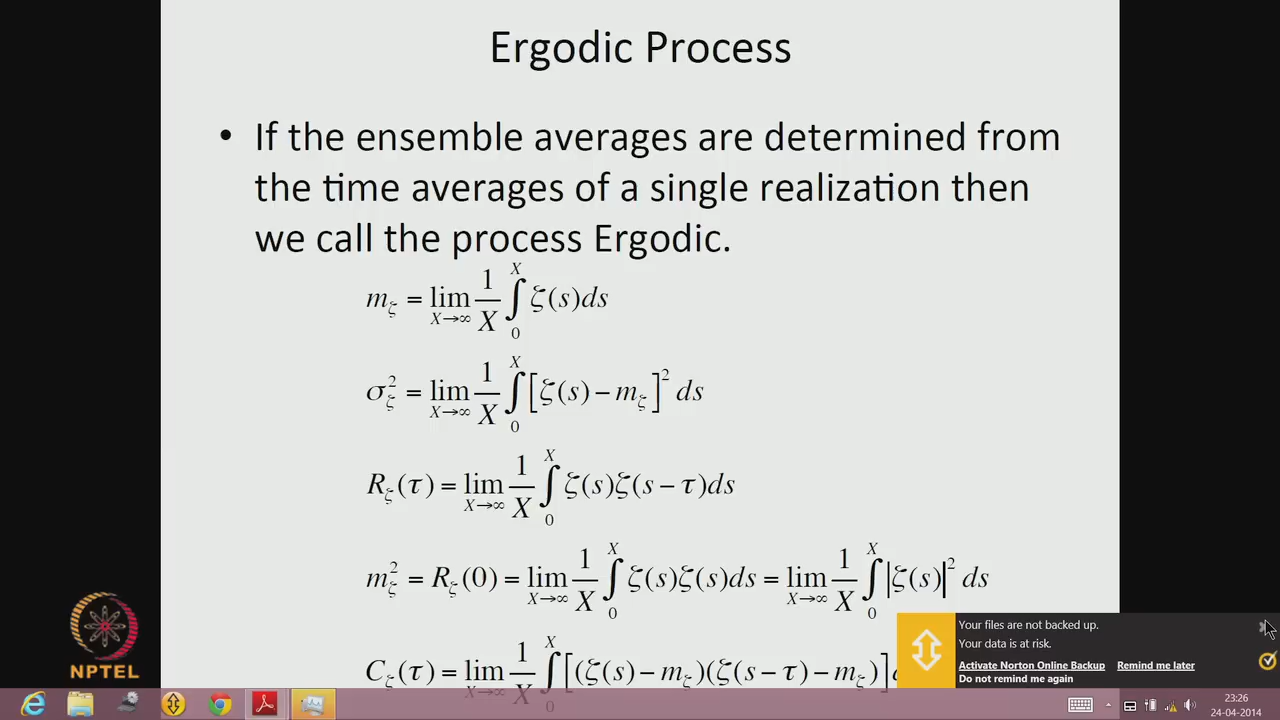 Ergodic Process
• If the ensemble averages are determined from
the time averages of a single realization then
we call the process Ergodic.
m_ζ = lim_{X→∞} 1/X ∫_0^X ζ(s)ds
σ_ζ^2 = lim_{X→∞} 1/X ∫_0^X [ζ(s) − m_ζ]^2 ds
R_ζ(τ) = lim_{X→∞} 1/X ∫_0^X ζ(s)ζ(s − τ)ds
m_ζ^2 = R_ζ(0) = lim_{X→∞} 1/X ∫_0^X ζ(s)ζ(s)ds = lim_{X→∞} 1/X ∫_0^X |ζ(s)|^2 ds
C_ζ(τ) = lim_{X→∞} 1/X ∫_0^X [(ζ(s) − m_ζ)(ζ(s − τ) − m_ζ)]
NPTEL
Your files are not backed up.
Your data is at risk.
Activate Norton Online Backup Remind me later
Do not remind me again
23:26
24-04-2014